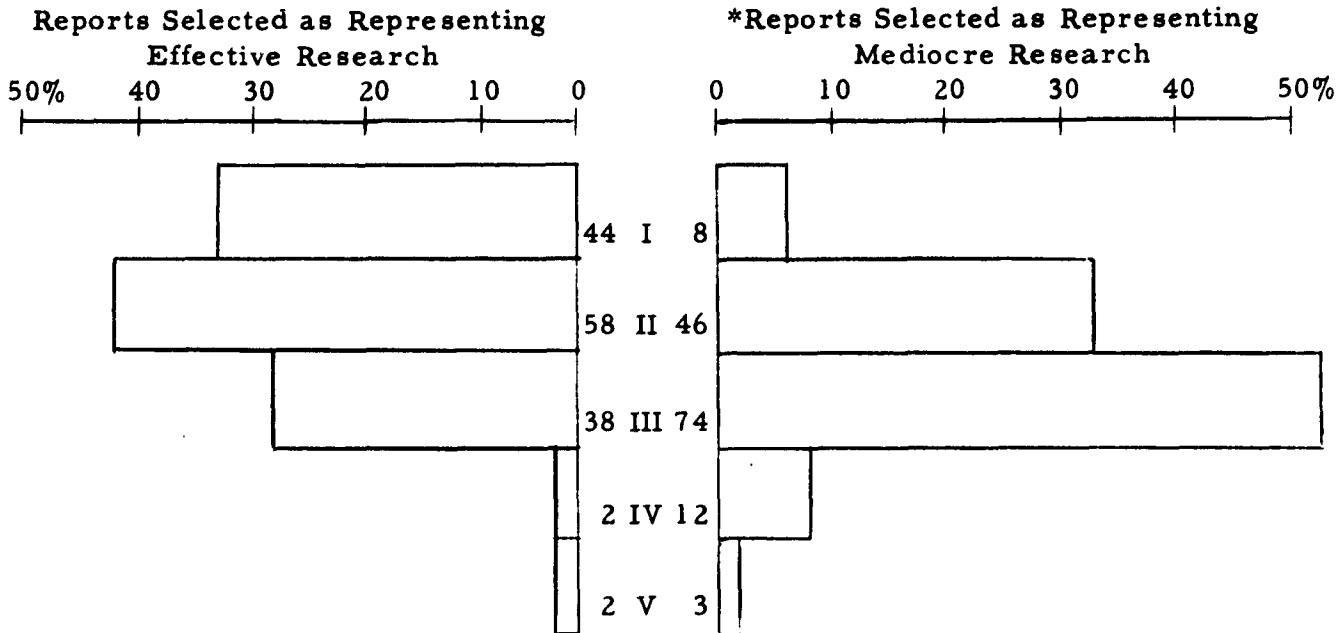 Reports Selected as Representing
Effective Research
50% 40 30 20 10 0
*Reports Selected as Representing
Mediocre Research
0 10 20 30 40 50%
44 I 8
58 II 46
38 III 74
2 IV 12
2 V 3